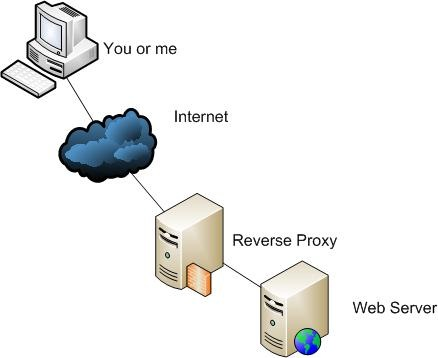 You or me
Internet
Reverse Proxy
Web Server